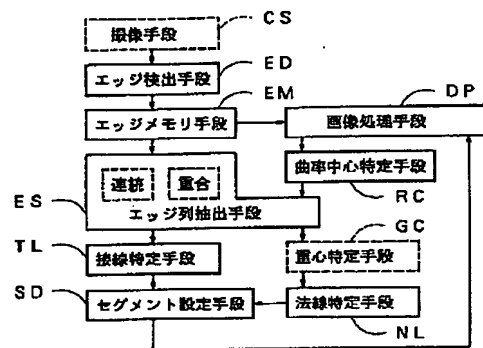 CS
撮像手段
ED
エッジ検出手段
EM
DP
エッジメモリ手段
画像処理手段
連続
重合
曲率中心特定手段
RC
ES
エッジ列抽出手段
GC
TL
接線特定手段
重心特定手段
SD
セグメント設定手段
法線特定手段
NL